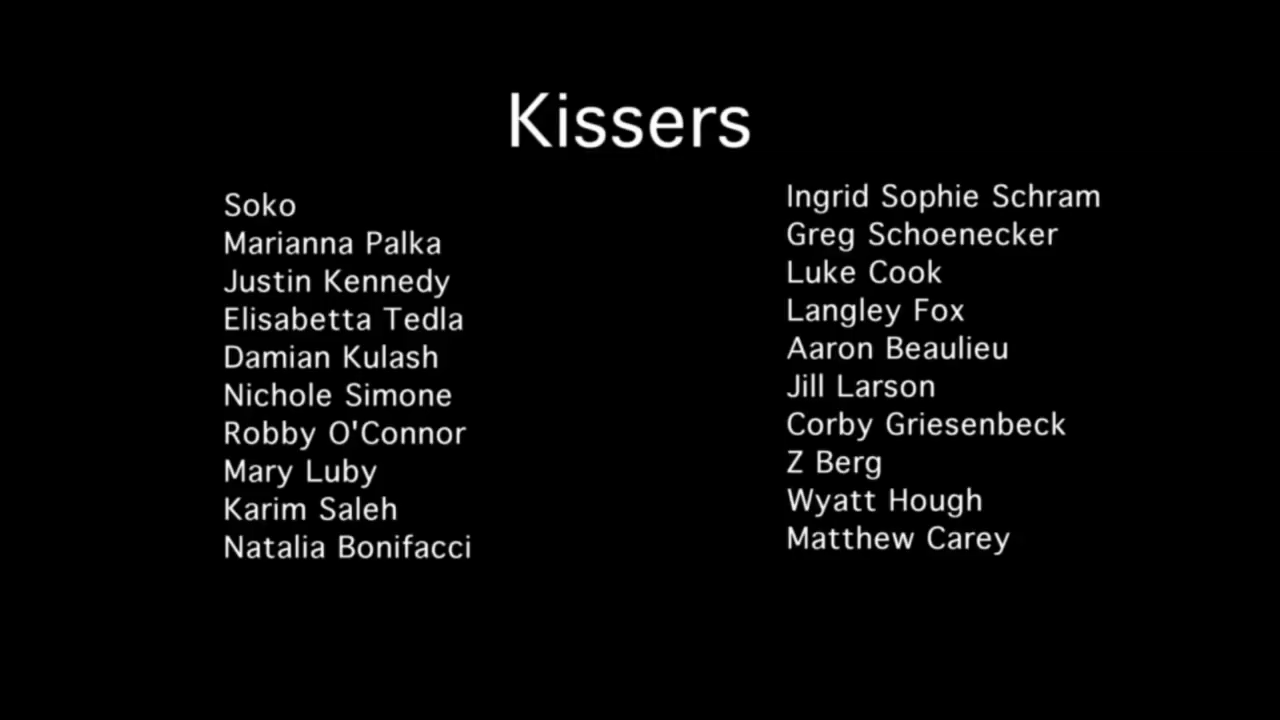 Kissers
Soko
Marianna Palka
Justin Kennedy
Elisabetta Tedla
Damian Kulash
Nichole Simone
Robby O'Connor
Mary Luby
Karim Saleh
Natalia Bonifacci
Ingrid Sophie Schram
Greg Schoenecker
Luke Cook
Langley Fox
Aaron Beaulieu
Jill Larson
Corby Griesenbeck
Z Berg
Wyatt Hough
Matthew Carey